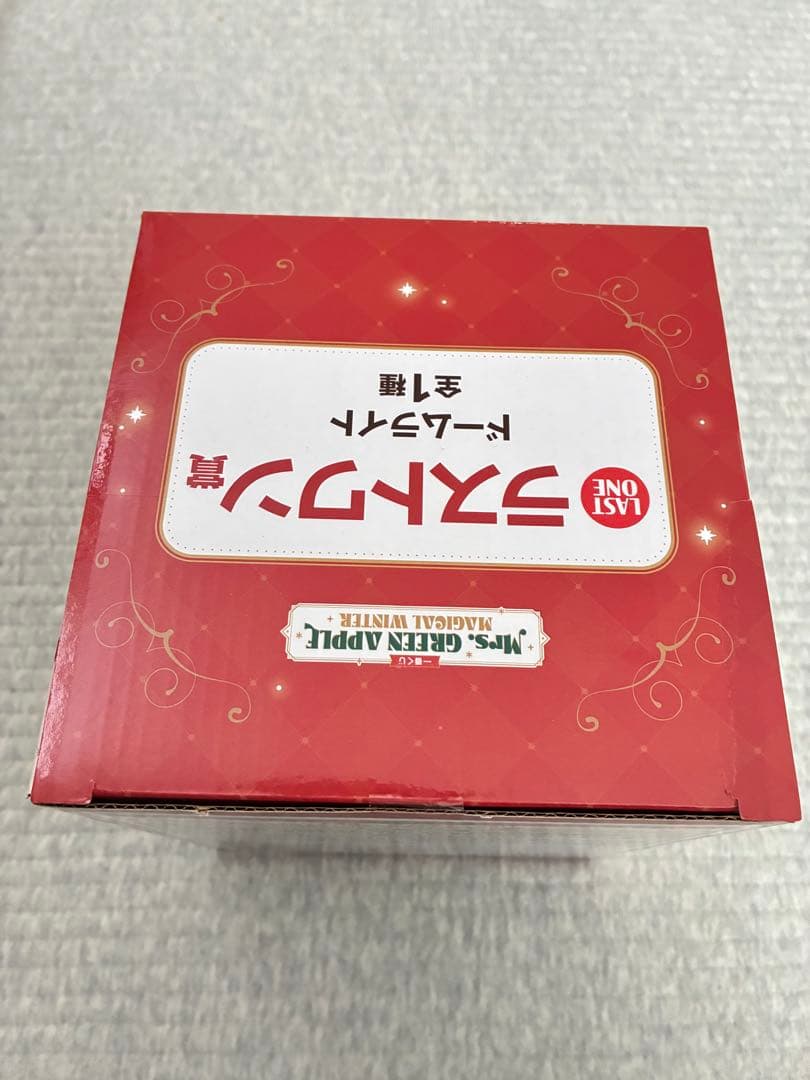 一番くじ
Mrs. GREEN APPLE
MAGICAL WINTER
LAST
ONE
ラストワン賞
ドームライト
全1種